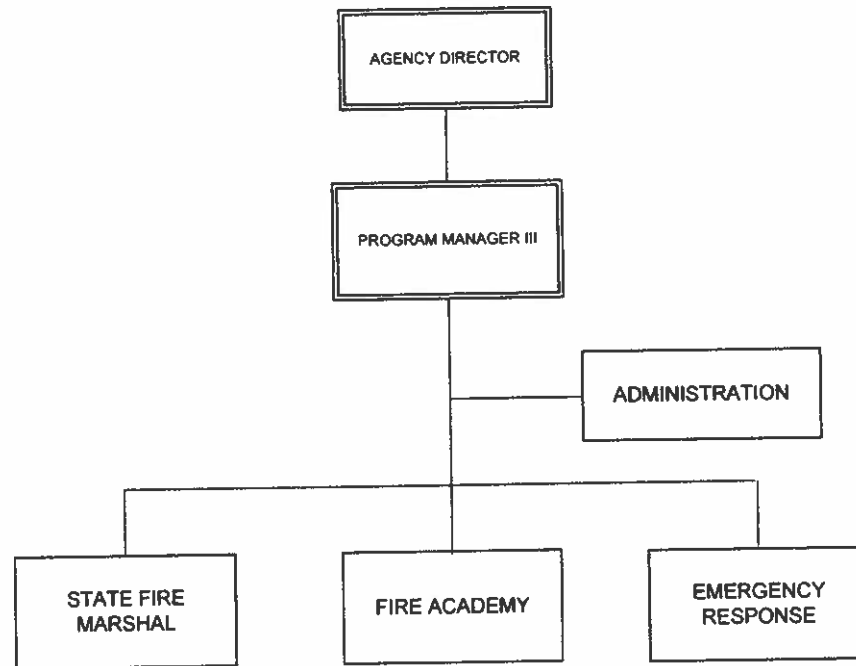 AGENCY DIRECTOR
PROGRAM MANAGER III
ADMINISTRATION
STATE FIRE
MARSHAL
FIRE ACADEMY
EMERGENCY
RESPONSE